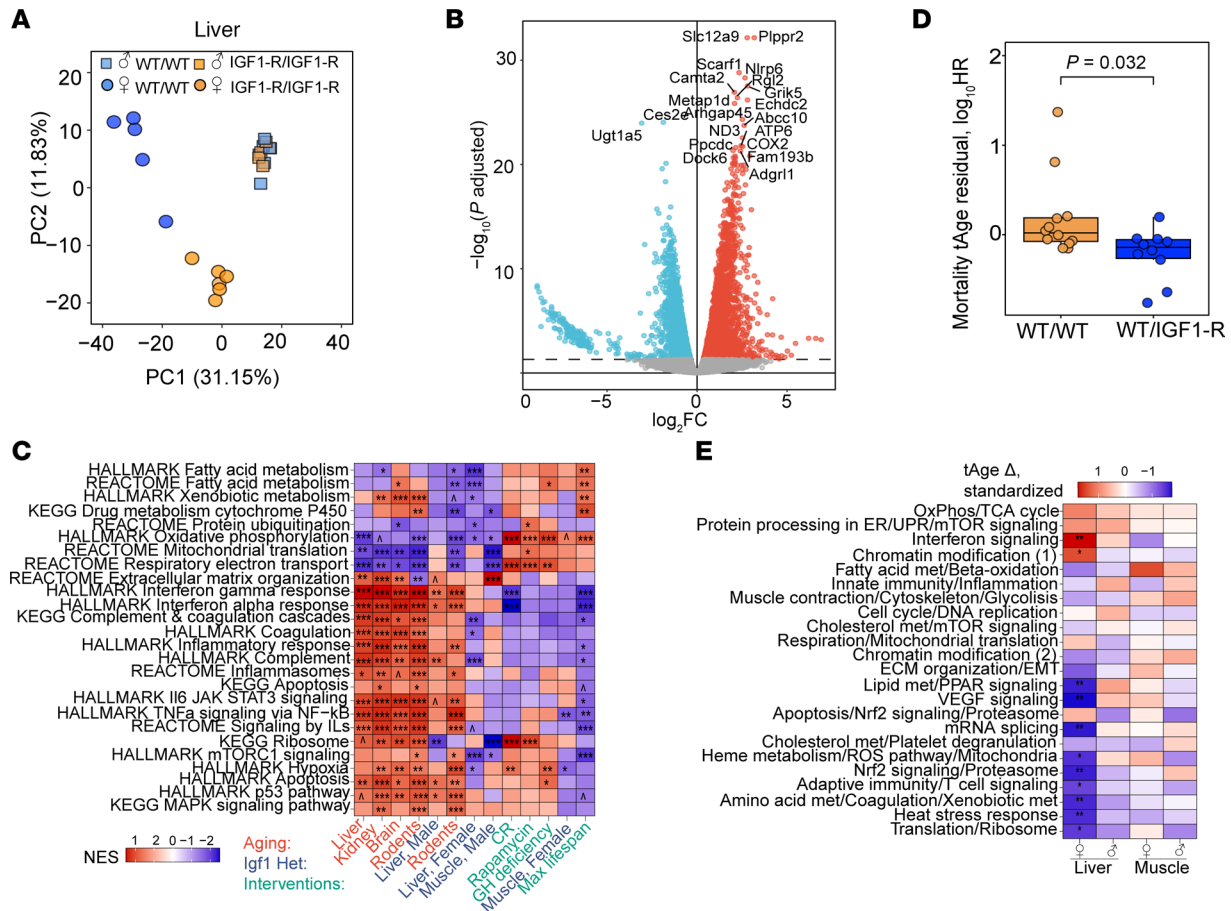 A
Liver
♂ WT/WT ♂ IGF1-R/IGF1-R
♀ WT/WT ♀ IGF1-R/IGF1-R
PC2 (11.83%)
20
10
0
−10
−20
−40 −20 0 20 40
PC1 (31.15%)
B
−log10(P adjusted)
30
20
10
Slc12a9 Plppr2
Scarf1 Nlrp6
Camta2 Rgl2
Grik5
Metap1d Echdc2
Ces2e Arhgap45 Abcc10
Ugt1a5 ND3 ATP6
Ppcdc COX2
Dock6 Fam193b
Adgrl1
0 −5 0 5
log2FC
D
Mortality tAge residual, log10HR
2
1
0
P = 0.032
WT/WT WT/IGF1-R
C
HALLMARK Fatty acid metabolism
REACTOME Fatty acid metabolism
HALLMARK Xenobiotic metabolism
KEGG Drug metabolism cytochrome P450
REACTOME Protein ubiquitination
HALLMARK Oxidative phosphorylation
REACTOME Mitochondrial translation
REACTOME Respiratory electron transport
REACTOME Extracellular matrix organization
HALLMARK Interferon gamma response
HALLMARK Interferon alpha response
KEGG Complement & coagulation cascades
HALLMARK Coagulation
HALLMARK Inflammatory response
HALLMARK Complement
REACTOME Inflammasomes
KEGG Apoptosis
HALLMARK Il6 JAK STAT3 signaling
HALLMARK TNFa signaling via NF−kB
REACTOME Signaling by ILs
KEGG Ribosome
HALLMARK mTORC1 signaling
HALLMARK Hypoxia
HALLMARK Apoptosis
HALLMARK p53 pathway
KEGG MAPK signaling pathway
Liver
Kidney
Brain
Rodents
Liver, Male
Rodents
Liver, Female
Muscle, Male
CR
Rapamycin
GH deficiency
Muscle, Female
Max lifespan
NES
1 2 0 −1 −2
Aging:
Igf1 Het:
Interventions:
E
tAge Δ,
standardized
1 0 −1
OxPhos/TCA cycle
Protein processing in ER/UPR/mTOR signaling
Interferon signaling
Chromatin modification (1)
Fatty acid met/Beta-oxidation
Innate immunity/Inflammation
Muscle contraction/Cytoskeleton/Glycolisis
Cell cycle/DNA replication
Cholesterol met/mTOR signaling
Respiration/Mitochondrial translation
Chromatin modification (2)
ECM organization/EMT
Lipid met/PPAR signaling
VEGF signaling
Apoptosis/Nrf2 signaling/Proteasome
mRNA splicing
Cholesterol met/Platelet degranulation
Heme metabolism/ROS pathway/Mitochondria
Nrf2 signaling/Proteasome
Adaptive immunity/T cell signaling
Amino acid met/Coagulation/Xenobiotic met
Heat stress response
Translation/Ribosome
♀ ♂ ♀ ♂
Liver Muscle